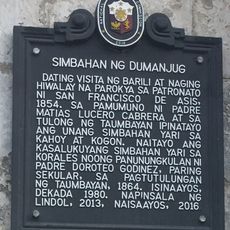 SIMBAHAN NG DUMANJUG
DATING VISITA NG BARILI AT NAGING
HIWALAY NA PAROKYA SA PATRONATO
NI SAN FRANCISCO DE ASIS,
1854, SA PAMUMUNO NI PADRE
MATIAS LUCERO CABRERA AT SA
TULONG NG TAUMBAYAN IPINATAYO
ANG UNANG SIMBAHAN YARI SA
KAHOY AT KOGON. NAITAYO ANG
KASALUKUYANG SIMBAHAN YARI SA
KORALES NOONG PANUNUNGKULAN NI
PADRE DOROTEO GODINEZ, PARING
SEKULAR, SA PAGTUTULUNGAN
NG TAUMBAYAN, 1864. ISINAAYOS,
DEKADA 1980. NAPINSALA NG
LINDOL, 2013. NAISAAYOS, 2016